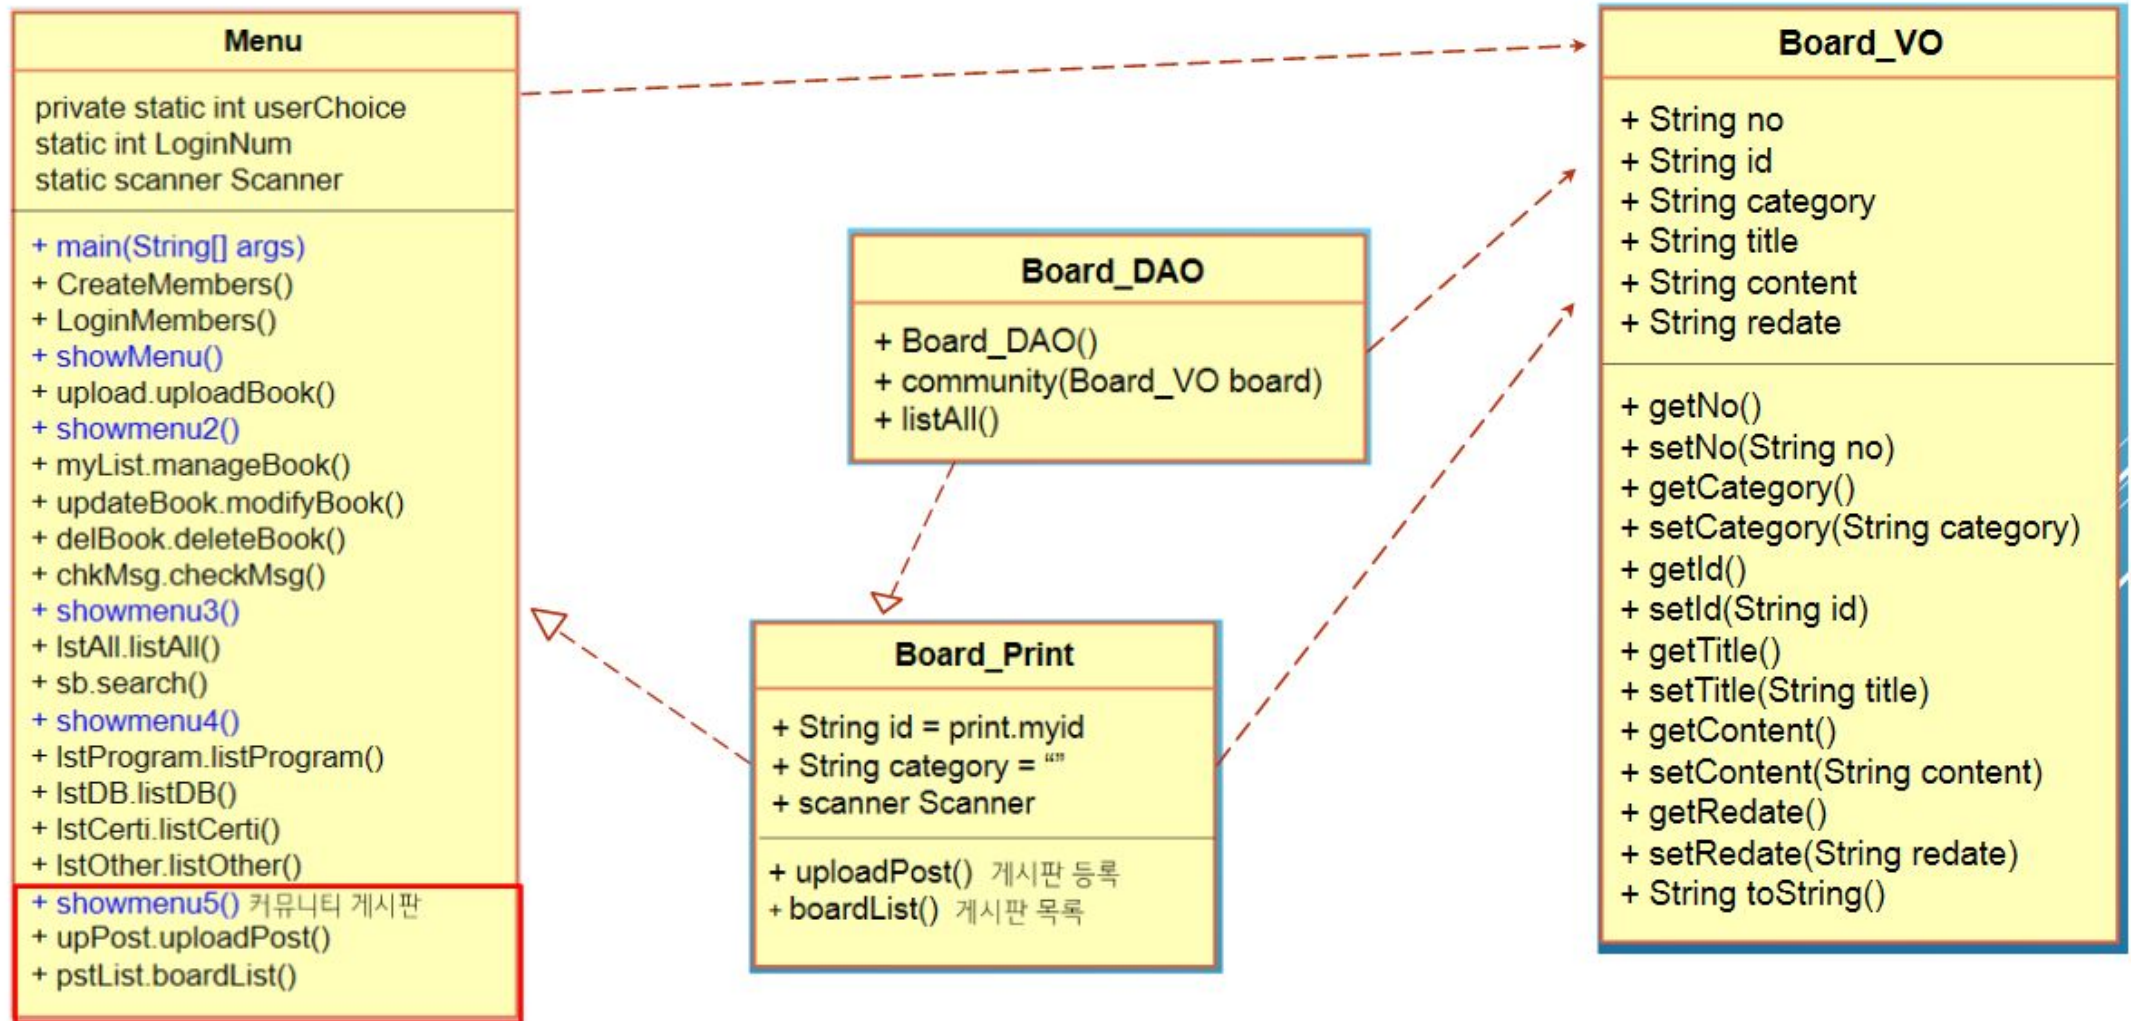 Menu
private static int userChoice
static int LoginNum
static scanner Scanner
+ main(String[] args)
+ CreateMembers()
+ LoginMembers()
+ showMenu()
+ upload.uploadBook()
+ showmenu2()
+ myList.manageBook()
+ updateBook.modifyBook()
+ delBook.deleteBook()
+ chkMsg.checkMsg()
+ showmenu3()
+ lstAll.listAll()
+ sb.search()
+ showmenu4()
+ lstProgram.listProgram()
+ lstDB.listDB()
+ lstCerti.listCerti()
+ lstOther.listOther()
+ showmenu5() 커뮤니티 게시판
+ upPost.uploadPost()
+ pstList.boardList()
Board_DAO
+ Board_DAO()
+ community(Board_VO board)
+ listAll()
Board_Print
+ String id = print.myid
+ String category = “”
+ scanner Scanner
+ uploadPost() 게시판 등록
+ boardList() 게시판 목록
Board_VO
+ String no
+ String id
+ String category
+ String title
+ String content
+ String redate
+ getNo()
+ setNo(String no)
+ getCategory()
+ setCategory(String category)
+ getId()
+ setId(String id)
+ getTitle()
+ setTitle(String title)
+ getContent()
+ setContent(String content)
+ getRedate()
+ setRedate(String redate)
+ String toString()